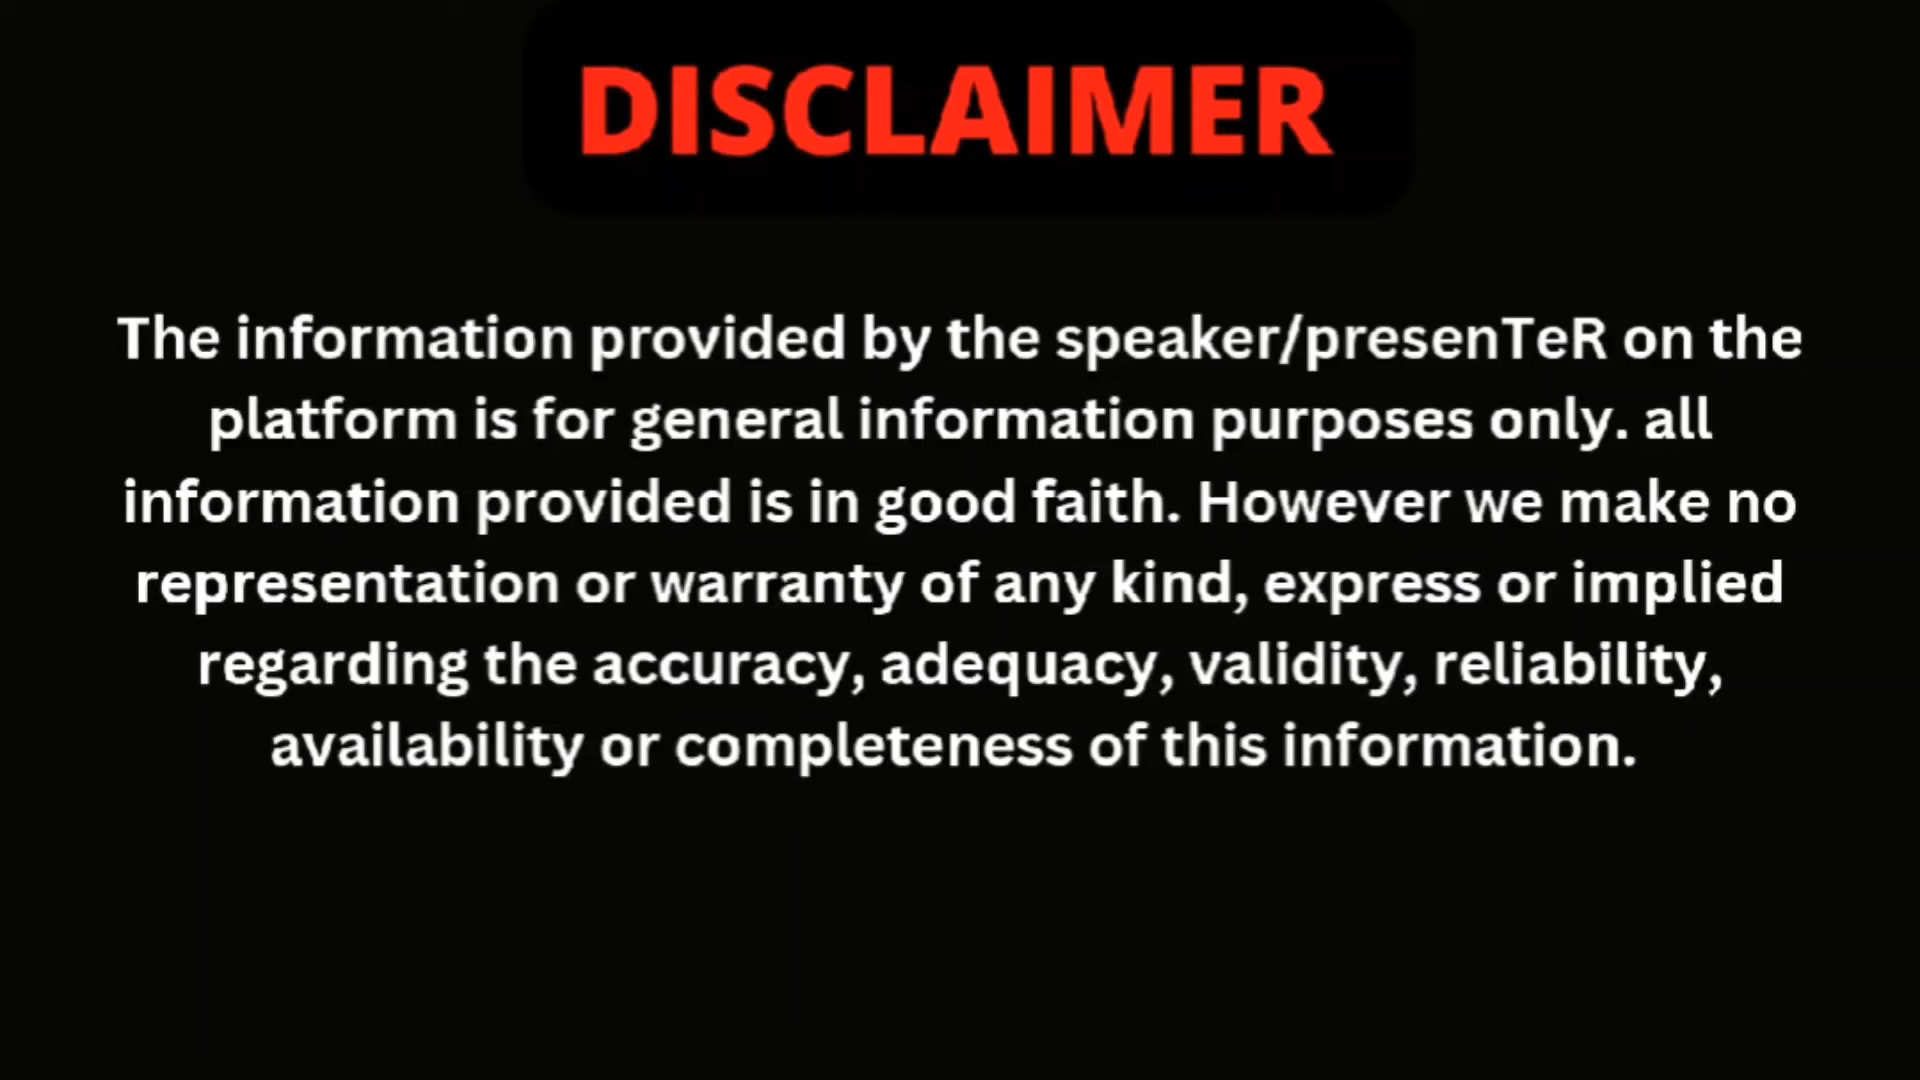 DISCLAIMER
The information provided by the speaker/presenTeR on the
platform is for general information purposes only. all
information provided is in good faith. However we make no
representation or warranty of any kind, express or implied
regarding the accuracy, adequacy, validity, reliability,
availability or completeness of this information.